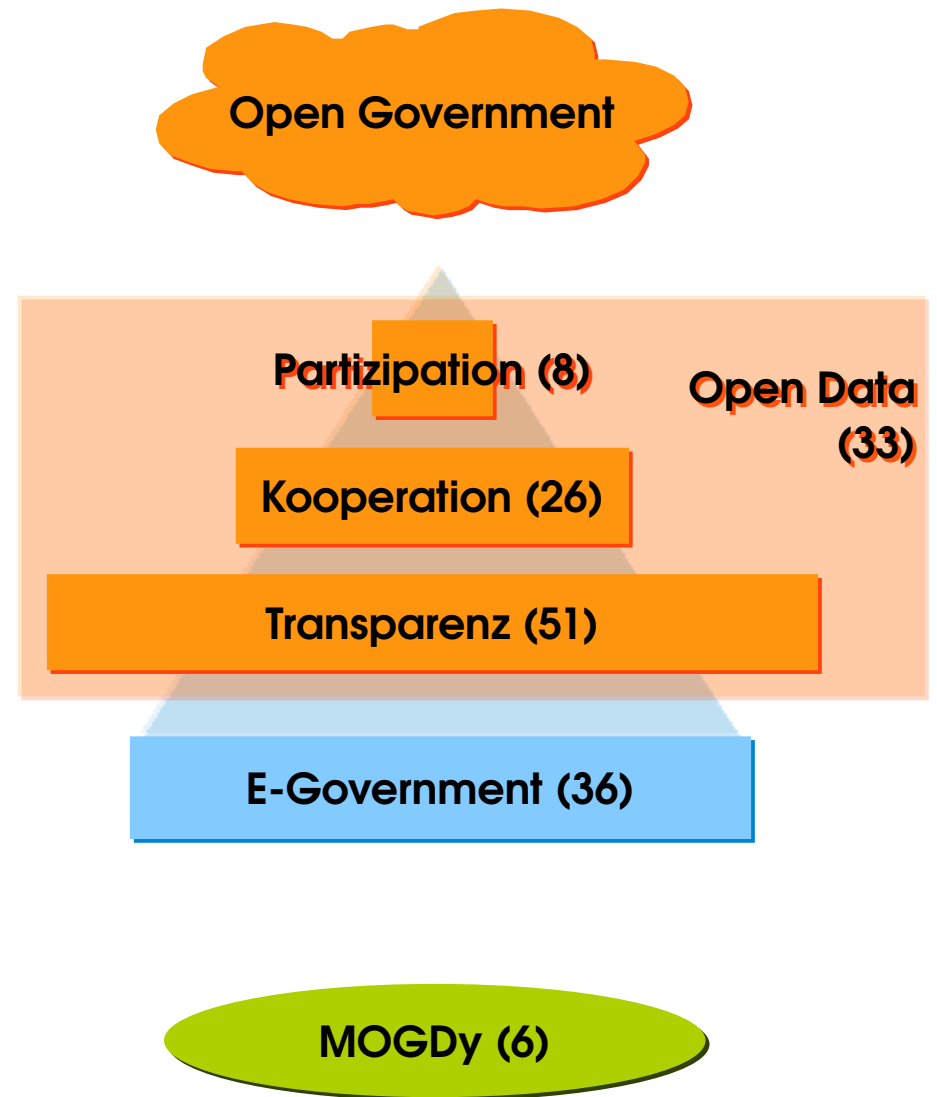 Open Government
Partizipation (8)
Open Data
(33)
Kooperation (26)
Transparenz (51)
E-Government (36)
MOGDy (6)